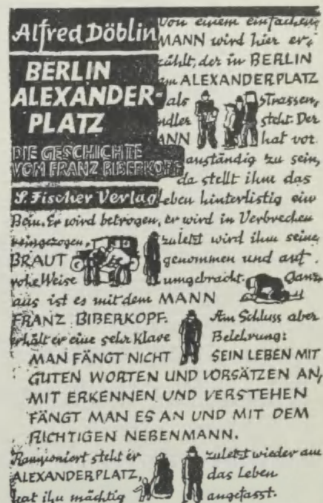 Alfred Döblin
BERLIN
ALEXANDER-
PLATZ
DIE GESCHICHTE
VOM FRANZ BIBERKOPF
S. Fischer Verlag
Von einem einfachen
MANN wird hier er-
zählt, der in BERLIN
am ALEXANDERPLATZ
als Strassen-
ndler steht. Der
ANN hat vor
anständig zu sein,
da stellt ihm das
Leben hinterlistig ein
Bein. Er wird betrogen, er wird in Verbrechen
reingezogen, zuletzt wird ihm seine
BRAUT genommen und auf
rohe Weise umgebracht. Ganz
aus ist es mit dem MANN
FRANZ BIBERKOPF. Am Schluss aber
erhält er eine sehr klare Belehrung:
MAN FÄNGT NICHT SEIN LEBEN MIT
GUTEN WORTEN UND VORSÄTZEN AN,
MIT ERKENNEN UND VERSTEHEN
FÄNGT MAN ES AN UND MIT DEM
RICHTIGEN NEBENMANN.
Ramponiert steht er zuletzt wieder am
ALEXANDERPLATZ, das Leben
hat ihn mächtig angefasst.